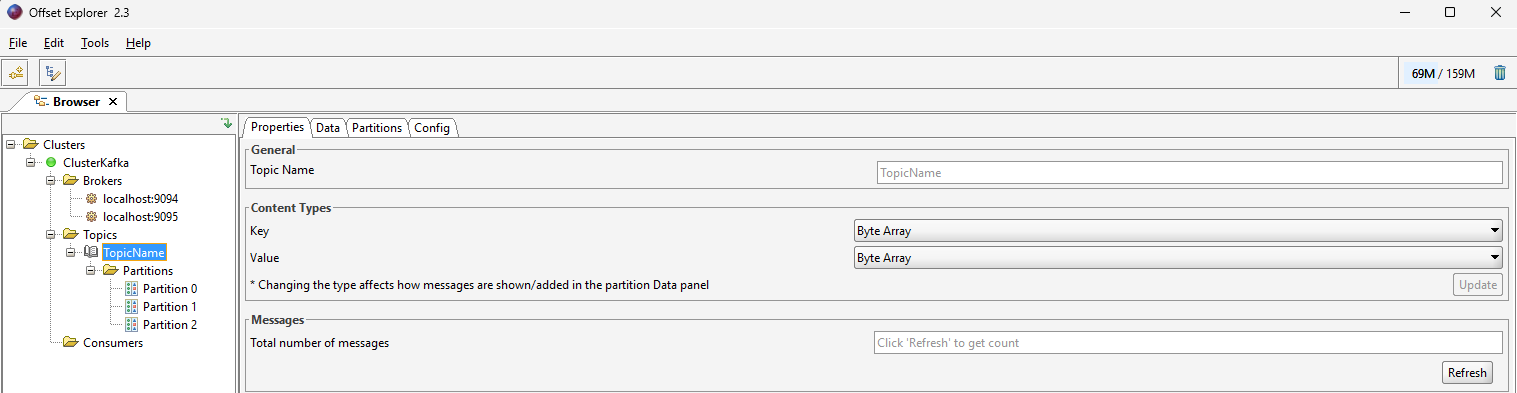 Offset Explorer 2.3
File Edit Tools Help
69M / 159M
Browser
Clusters
ClusterKafka
Brokers
localhost:9094
localhost:9095
Topics
TopicName
Partitions
Partition 0
Partition 1
Partition 2
Consumers
Properties Data Partitions Config
General
Topic Name TopicName
Content Types
Key Byte Array
Value Byte Array
* Changing the type affects how messages are shown/added in the partition Data panel Update
Messages
Total number of messages Click 'Refresh' to get count
Refresh